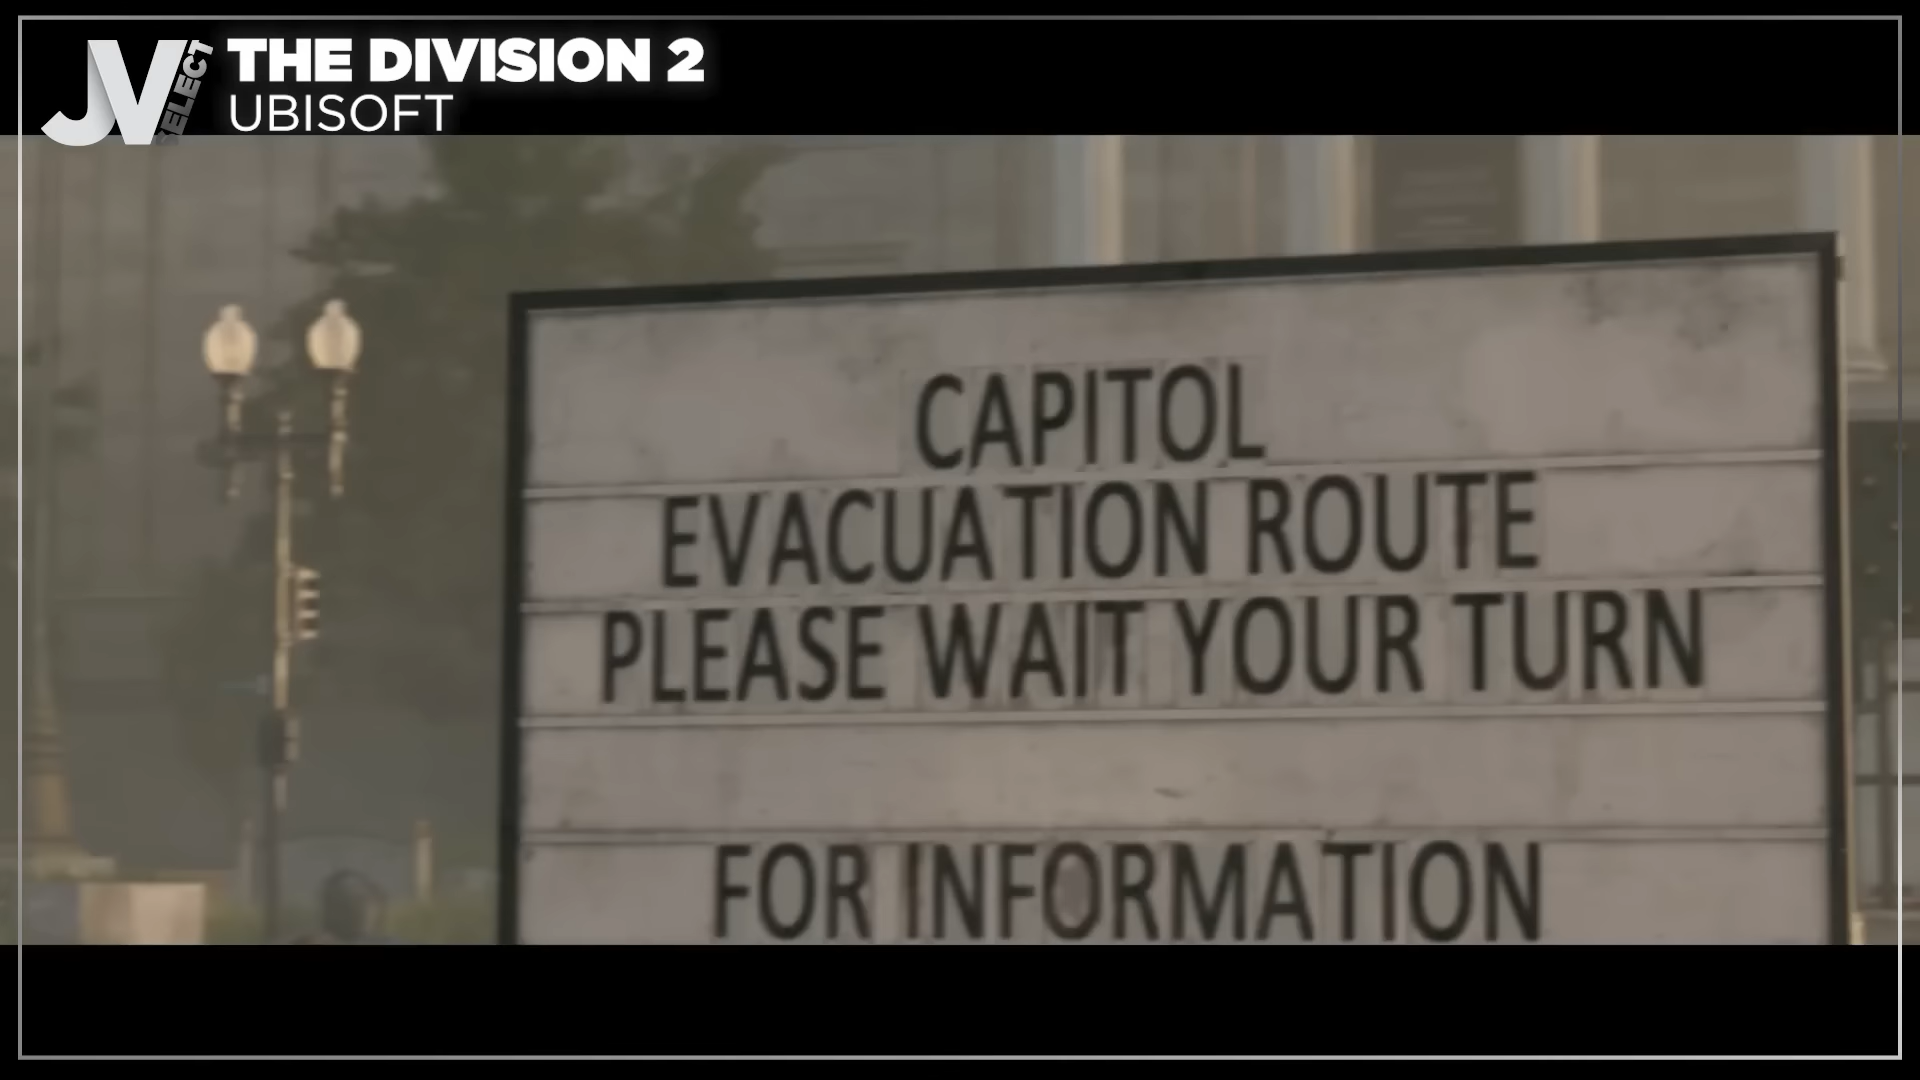 JV SELECT
THE DIVISION 2
UBISOFT
CAPITOL
EVACUATION ROUTE
PLEASE WAIT YOUR TURN
FOR INFORMATION